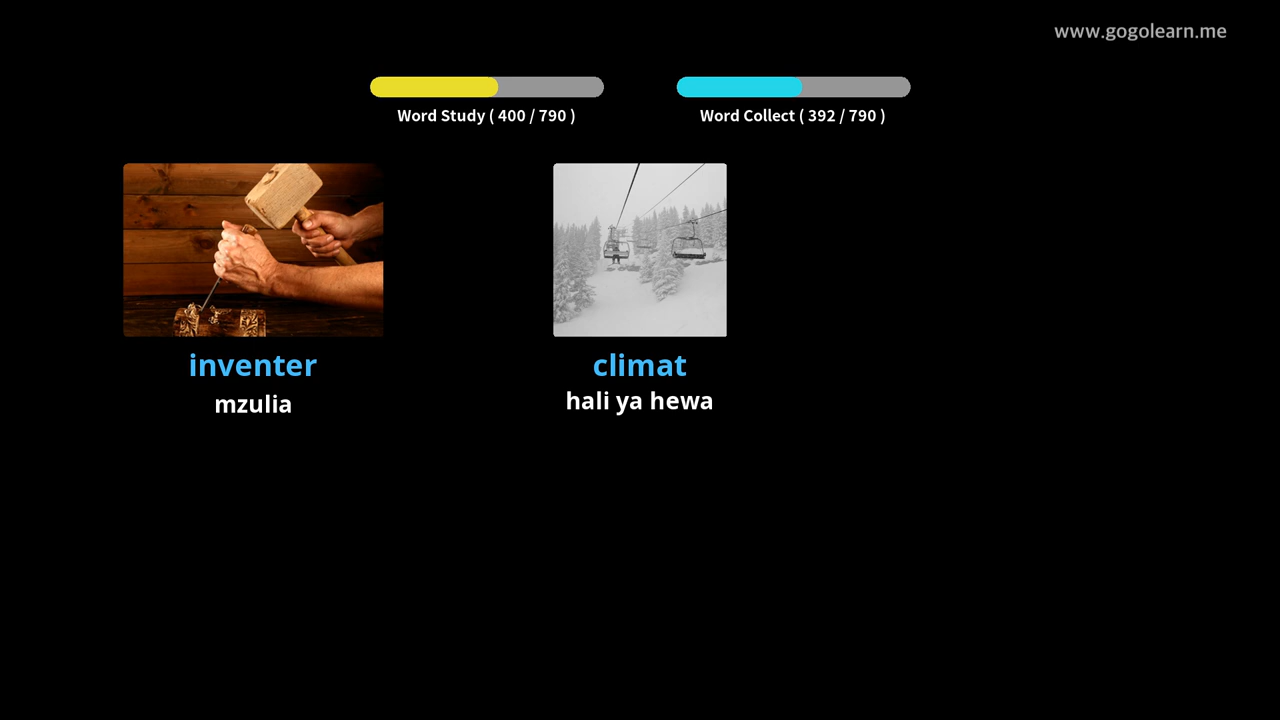 www.gogolearn.me
Word Study ( 400 / 790 )
Word Collect ( 392 / 790 )
inventer
mzulia
climat
hali ya hewa